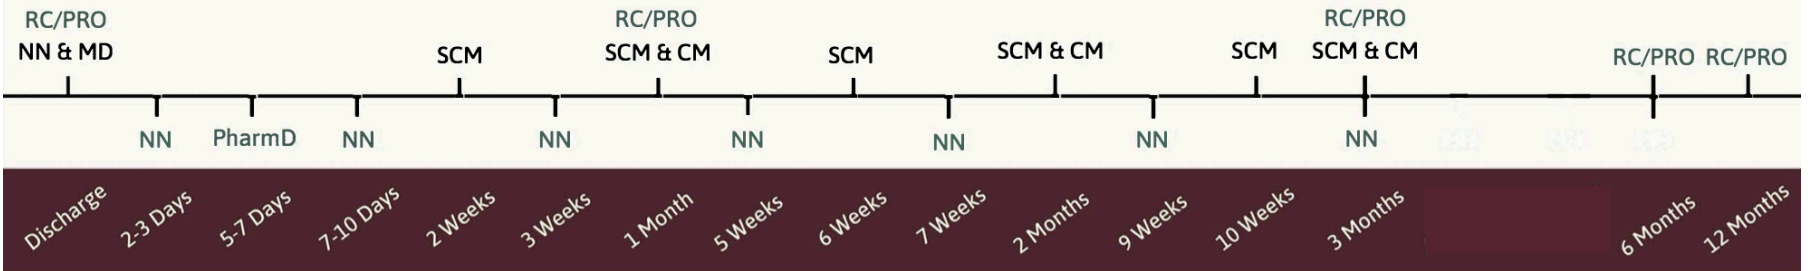 RC/PRO
NN & MD
SCM
RC/PRO
SCM & CM
SCM
SCM & CM
SCM
RC/PRO
SCM & CM
RC/PRO
RC/PRO
NN
PharmD
NN
NN
NN
NN
NN
NN
Discharge
2-3 Days
5-7 Days
7-10 Days
2 Weeks
3 Weeks
1 Month
5 Weeks
6 Weeks
7 Weeks
2 Months
9 Weeks
10 Weeks
3 Months
6 Months
12 Months